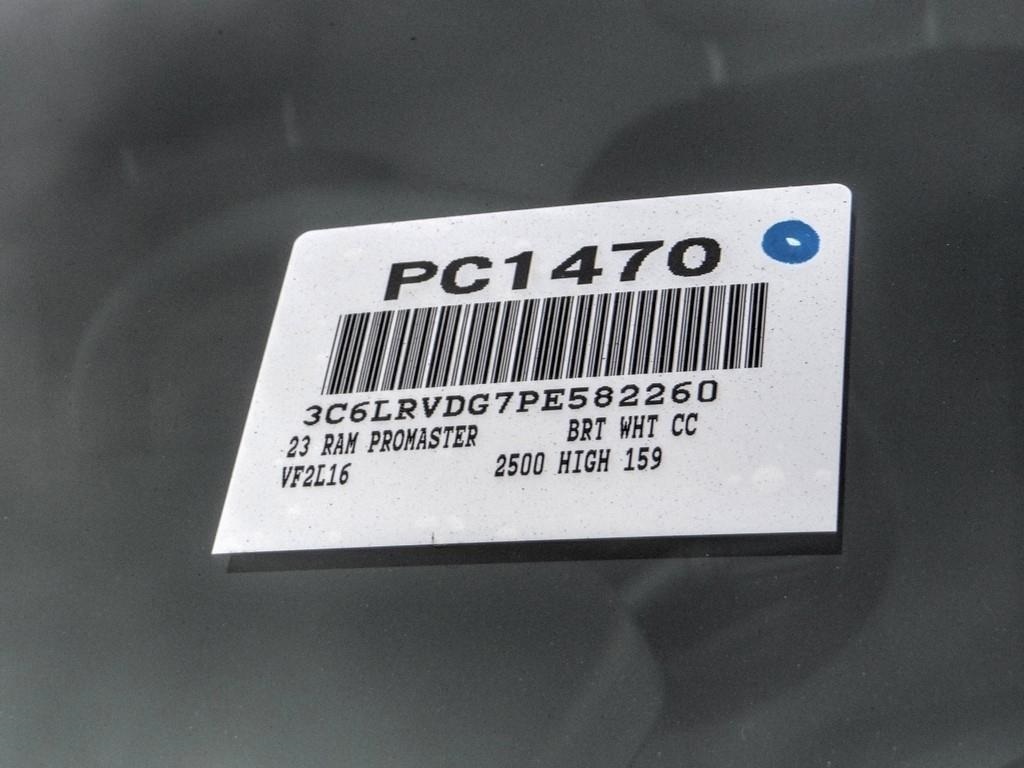 PC1470
3C6LRVDG7PE582260
23 RAM PROMASTER BRT WHT CC
VF2L16 2500 HIGH 159